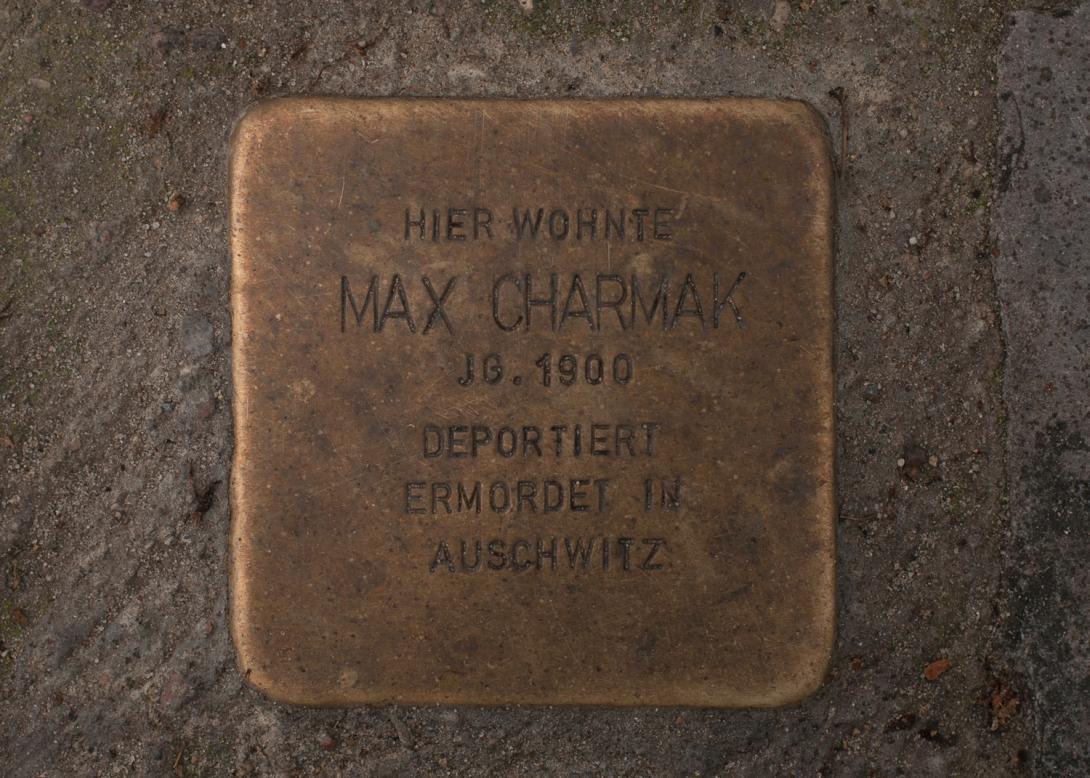 HIER WOHNTE
MAX CHARMAK
JG. 1900
DEPORTIERT
ERMORDET IN
AUSCHWITZ